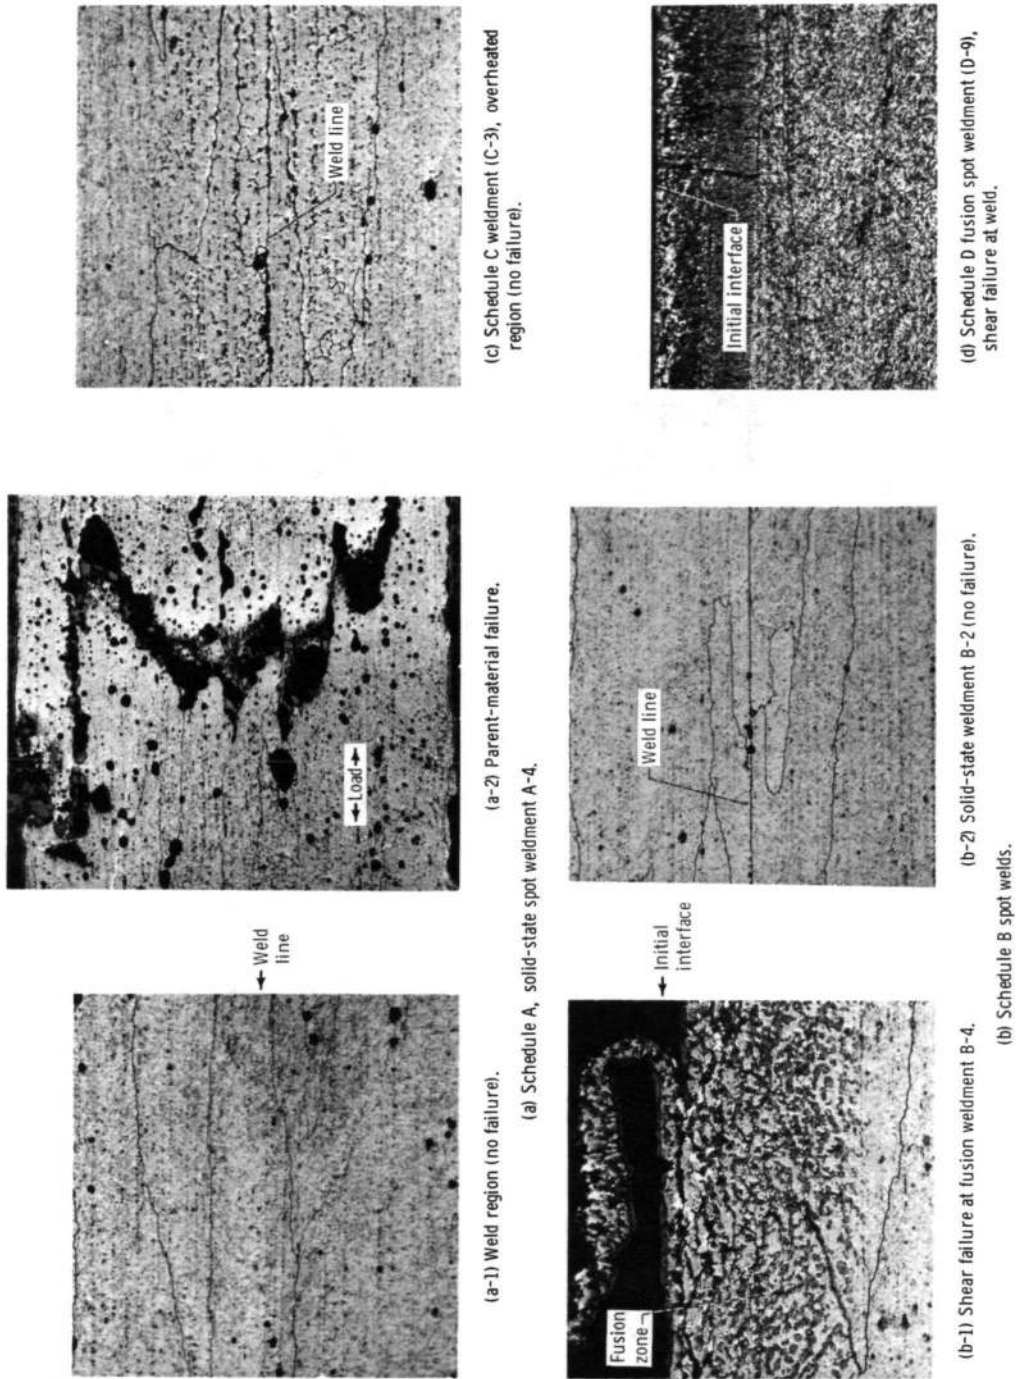 Weld
line
(a-1) Weld region (no failure).
Load
(a-2) Parent-material failure.
(a) Schedule A, solid-state spot weldment A-4.
Weld line
(c) Schedule C weldment (C-3), overheated
region (no failure).
Fusion
zone
Initial
interface
(b-1) Shear failure at fusion weldment B-4.
Weld line
(b-2) Solid-state weldment B-2 (no failure).
(b) Schedule B spot welds.
Initial interface
(d) Schedule D fusion spot weldment (D-9),
shear failure at weld.